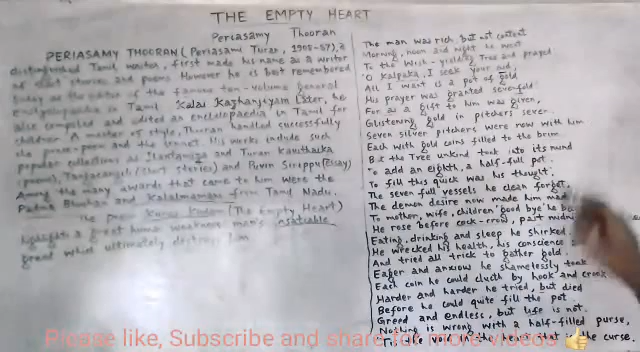 THE EMPTY HEART
Periasamy Thooran
PERIASAMY THOORAN (Periasami Turan, 1908-87), a
distinguished Tamil writer, first made his name as a writer
of short stories and poems. However he is best remembered
today as the editor of the famous ten-volume general
encyclopaedia in Tamil Kalai Kazhanjiyam Later, he
also compiled and edited an encyclopaedia in Tamil for
children. A master of style, Thooran handled successfully
the prose-poem and the sonnet. His works include such
popular collections as and Turan
(poem), (short stories) and (Essay)
Among the many awards that came to him were the
Padma Bhushan and Kalaimamani from Tamil Nadu.
The poem Kurai Kudam (The Empty Heart)
a great human weakness man's insatiable
greed which ultimately him
The man was rich, but not content
Morning, noon and night he went
To the Wish-yielding Tree and prayed
'O Kalpaka, I seek your aid,
All I want is a pot of gold
His prayer was granted sevenfold
For as a gift to him was given,
Glistening gold in pitchers seven.
Seven silver pitchers were now with him
Each with gold coins filled to the brim.
But the Tree unkind took into its mind
To add an eighth, a half-full pot.
To fill this quick was his thought,
The seven full vessels he clean forgot,
The demon desire now made him mad
To mother, wife, children 'good bye' he
He rose before cock-crow, past
Eating, drinking and sleep he shirked.
He wrecked his health, his conscience
And tried all trick to gather gold.
Eager and anxious he shamelessly took
Each coin he could clutch by hook and crook
Harder and harder he tried, but died
Before he could quite fill the pot.
Greed and endless, but life is not.
Nothing is wrong with a half-filled purse,
the void in the heart that the curse.
Please like, Subscribe and share for more videos 👍